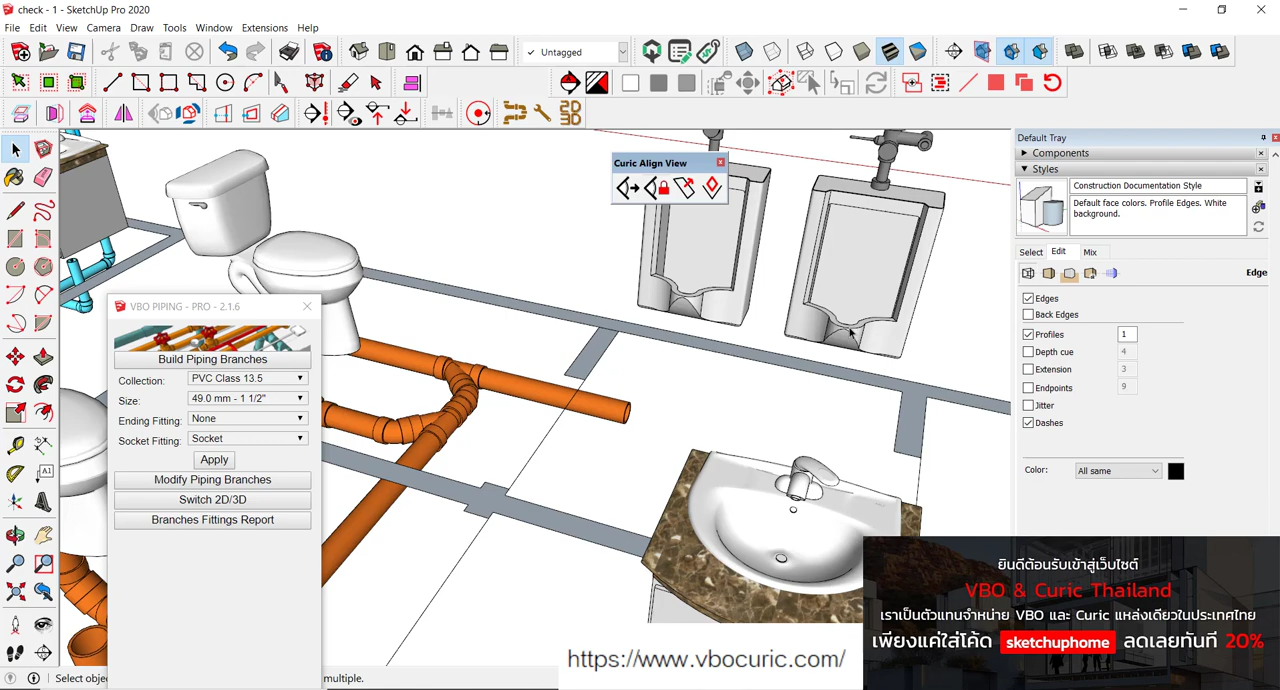 check - 1 - SketchUp Pro 2020
File Edit View Camera Draw Tools Window Extensions Help
✓ Untagged
2D
3D
Default Tray
Curic Align View
Components
Styles
Construction Documentation Style
Default face colors. Profile Edges. White
background.
Select Edit Mix
Edge
Edges
Back Edges
Profiles 1
Depth cue 4
Extension 3
Endpoints 9
Jitter
Dashes
Color: All same
VBO PIPING - PRO - 2.1.6
Build Piping Branches
Collection: PVC Class 13.5
Size: 49.0 mm - 1 1/2"
Ending Fitting: None
Socket Fitting: Socket
Apply
Modify Piping Branches
Switch 2D/3D
Branches Fittings Report
A1
ยินดีต้อนรับเข้าสู่เว็บไซต์
VBO & Curic Thailand
เราเป็นตัวแทนจำหน่าย VBO และ Curic แห่งเดียวในประเทศไทย
เพียงแค่ใส่โค้ด sketchuphome ลดเลยทันที 20%
https://www.vbocuric.com/
Select obje
multiple.